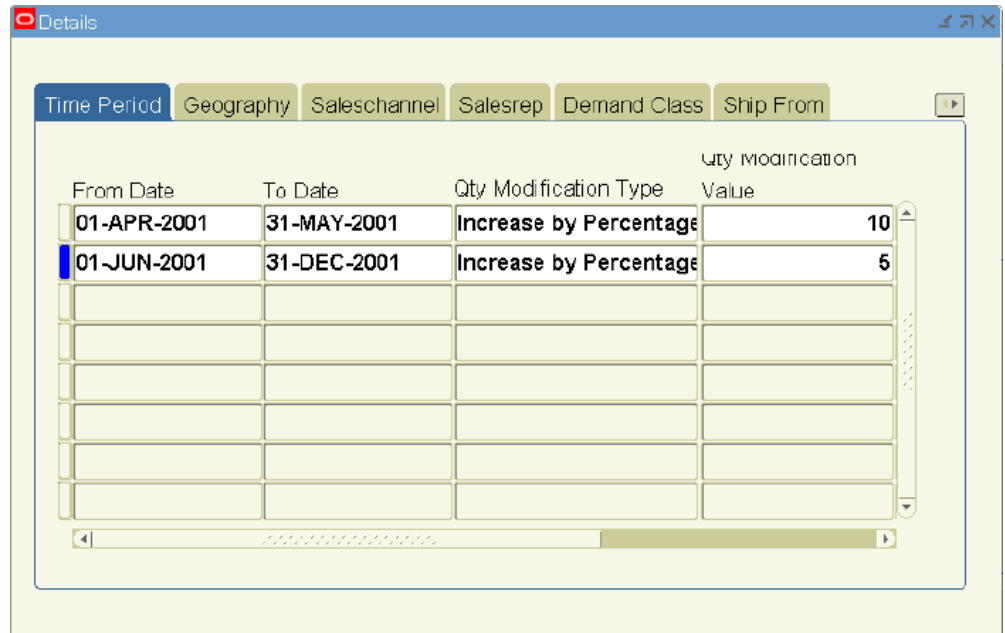 Details
Time Period Geography Saleschannel Salesrep Demand Class Ship From
Qty Modification
From Date To Date Qty Modification Type Value
01-APR-2001 31-MAY-2001 Increase by Percentage 10
01-JUN-2001 31-DEC-2001 Increase by Percentage 5